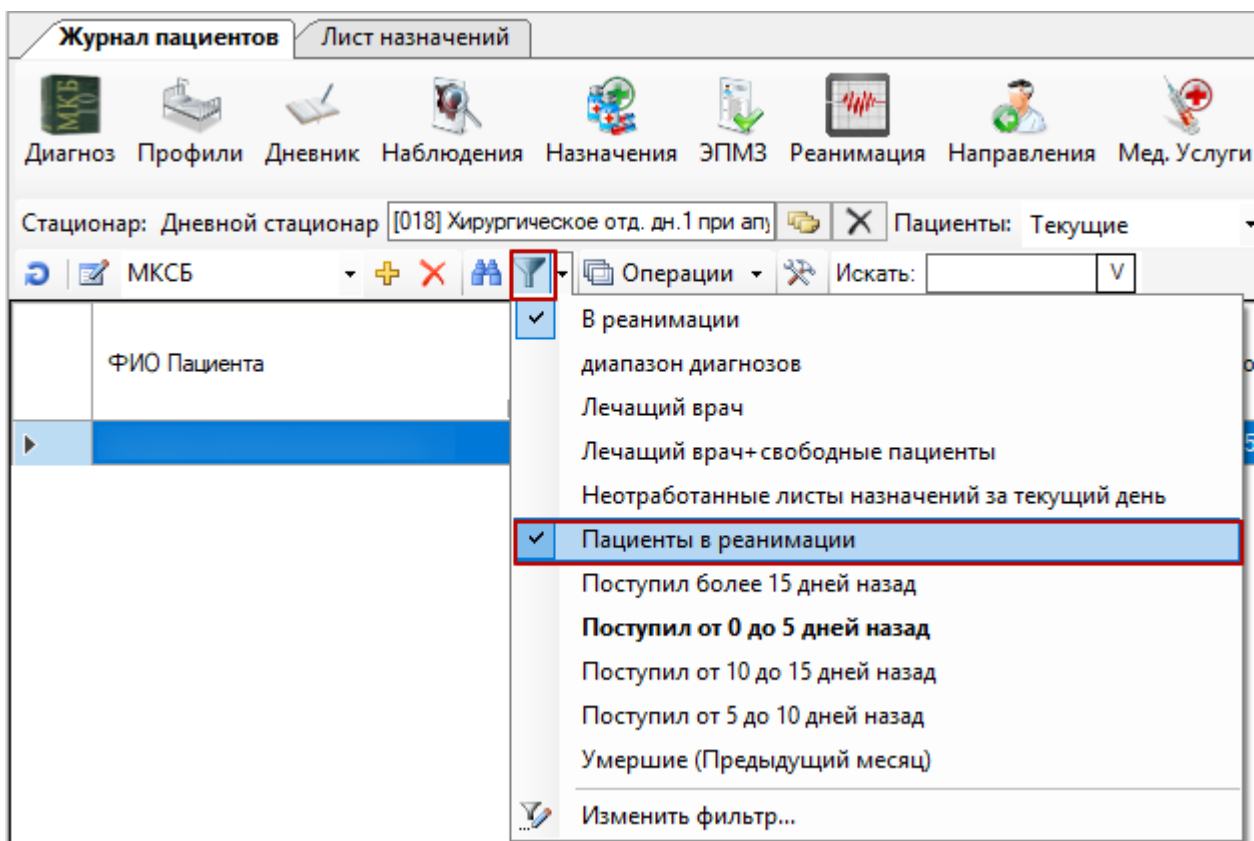 Журнал пациентов Лист назначений
МКБ 10
Диагноз Профили Дневник Наблюдения Назначения ЭПМЗ Реанимация Направления Мед. Услуги
Стационар: Дневной стационар [018] Хирургическое отд. дн.1 при апу Пациенты: Текущие
МКСБ Операции Искать: V
В реанимации
ФИО Пациента
диапазон диагнозов
Лечащий врач
Лечащий врач+свободные пациенты
Неотработанные листы назначений за текущий день
Пациенты в реанимации
Поступил более 15 дней назад
Поступил от 0 до 5 дней назад
Поступил от 10 до 15 дней назад
Поступил от 5 до 10 дней назад
Умершие (Предыдущий месяц)
Изменить фильтр...